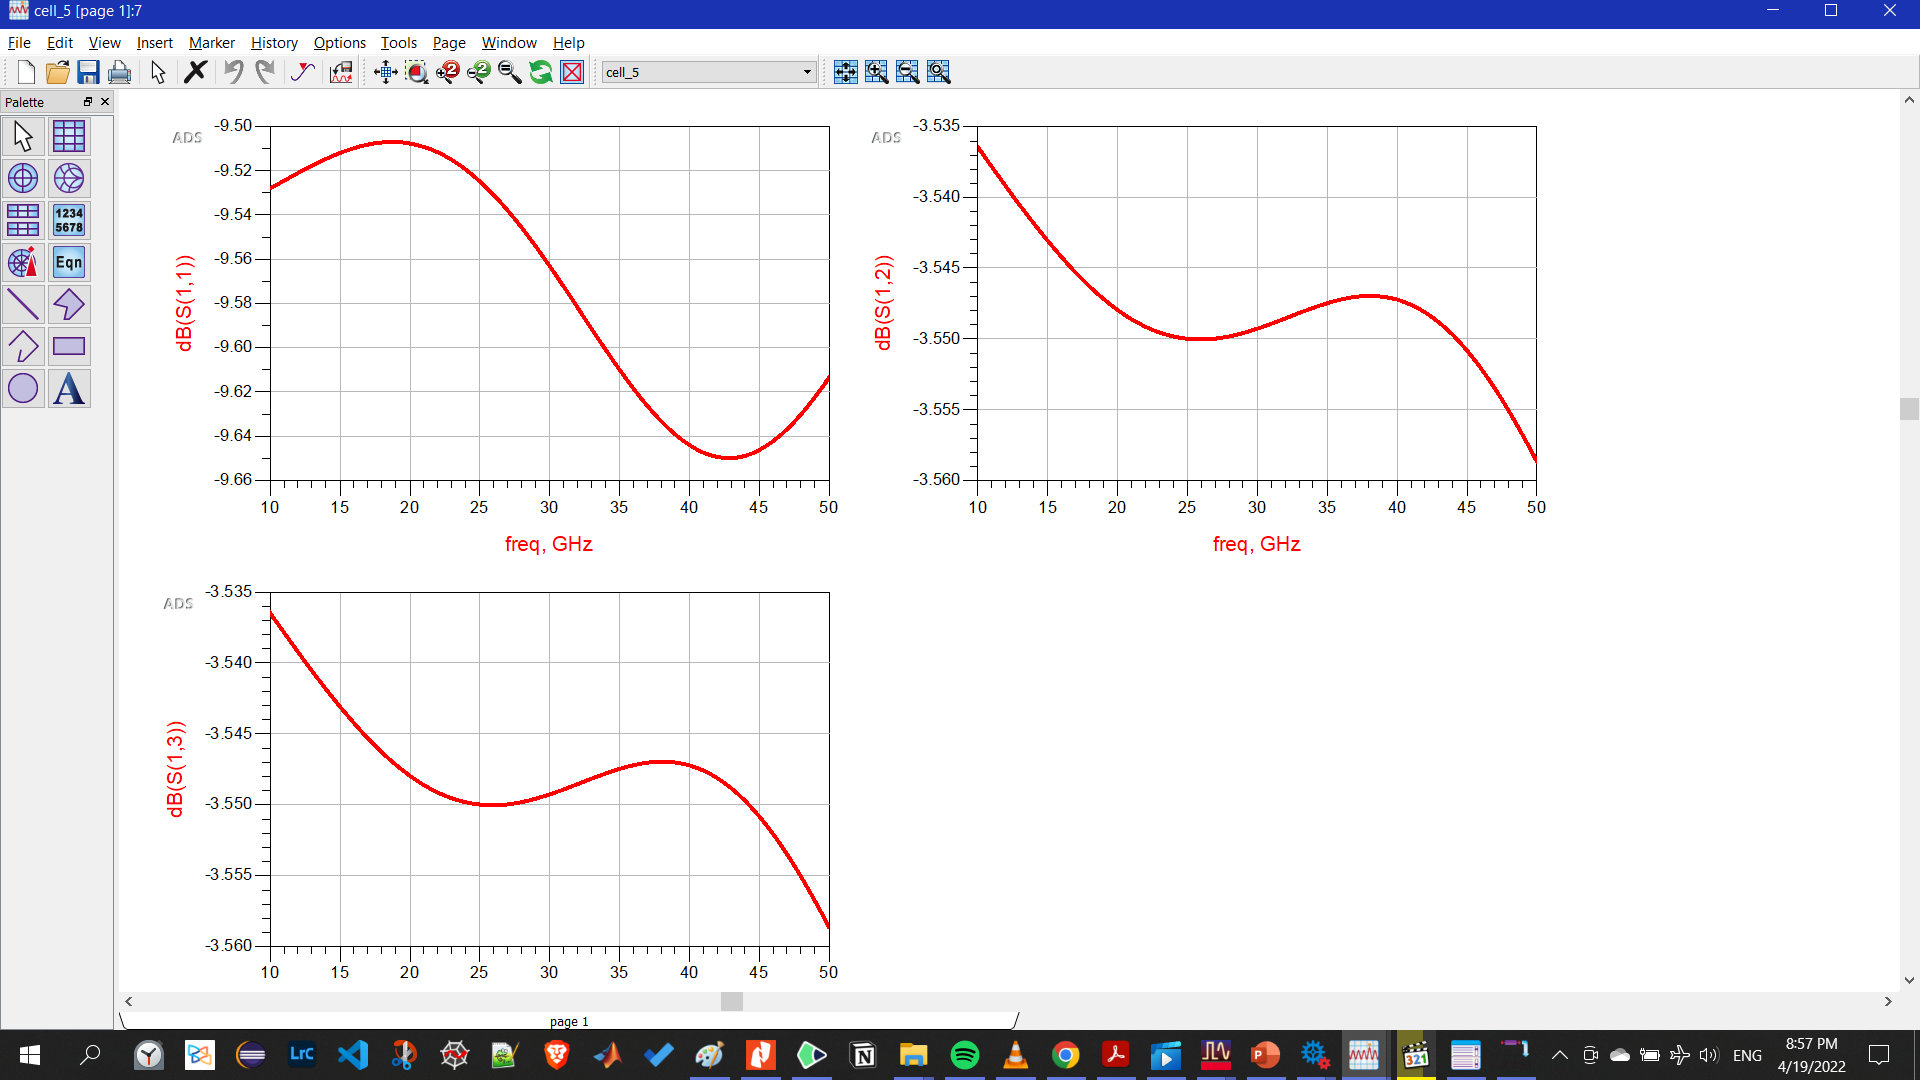 cell_5 [page 1]:7
File Edit View Insert Marker History Options Tools Page Window Help
cell_5
Palette
1234
5678
Eqn
A
ADS
-9.50
-9.52
-9.54
-9.56
-9.58
-9.60
-9.62
-9.64
-9.66
dB(S(1,1))
10 15 20 25 30 35 40 45 50
freq, GHz
ADS
-3.535
-3.540
-3.545
-3.550
-3.555
-3.560
dB(S(1,2))
10 15 20 25 30 35 40 45 50
freq, GHz
ADS
-3.535
-3.540
-3.545
-3.550
-3.555
-3.560
dB(S(1,3))
10 15 20 25 30 35 40 45 50
page 1
LrC
321
ENG
8:57 PM
4/19/2022